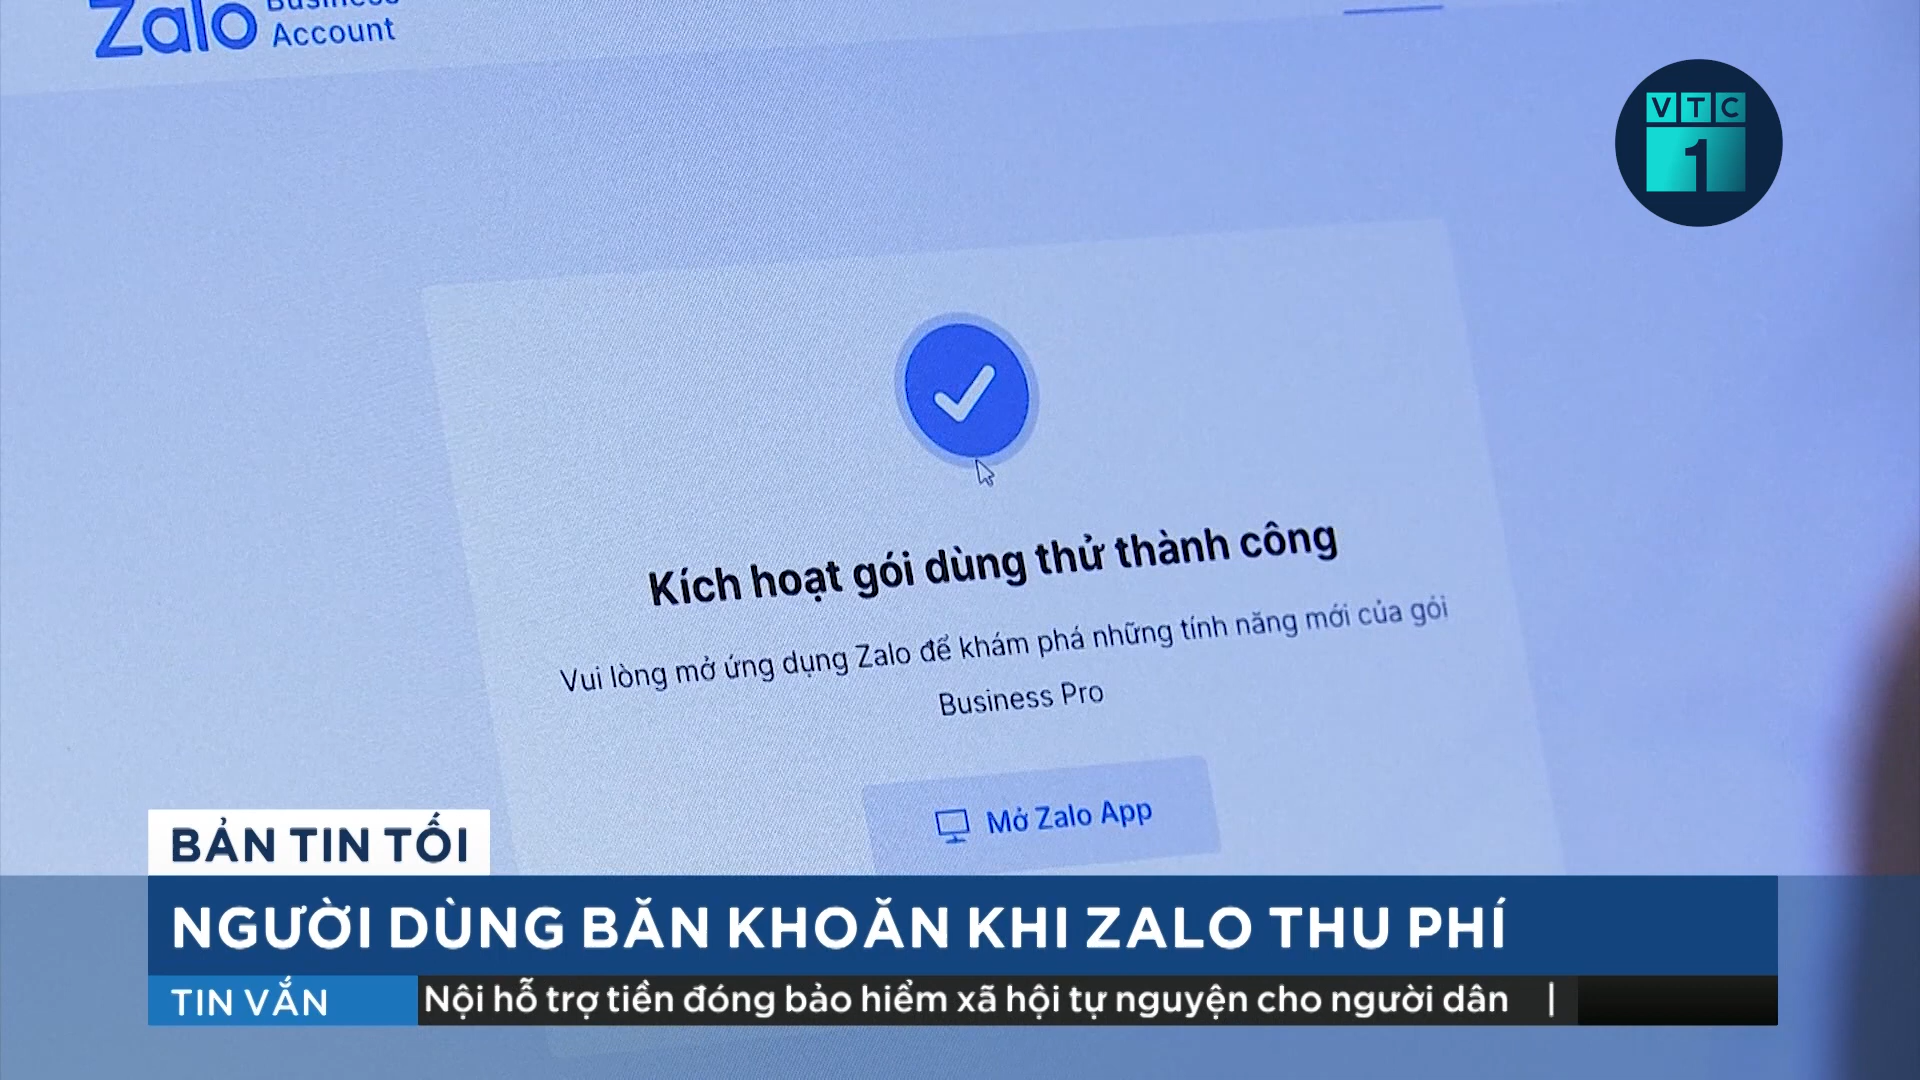 Zalo Business
Account
VTC
1
Kích hoạt gói dùng thử thành công
Vui lòng mở ứng dụng Zalo để khám phá những tính năng mới của gói
Business Pro
Mở Zalo App
BẢN TIN TỐI
NGƯỜI DÙNG BĂN KHOĂN KHI ZALO THU PHÍ
TIN VẮN
Nội hỗ trợ tiền đóng bảo hiểm xã hội tự nguyện cho người dân |